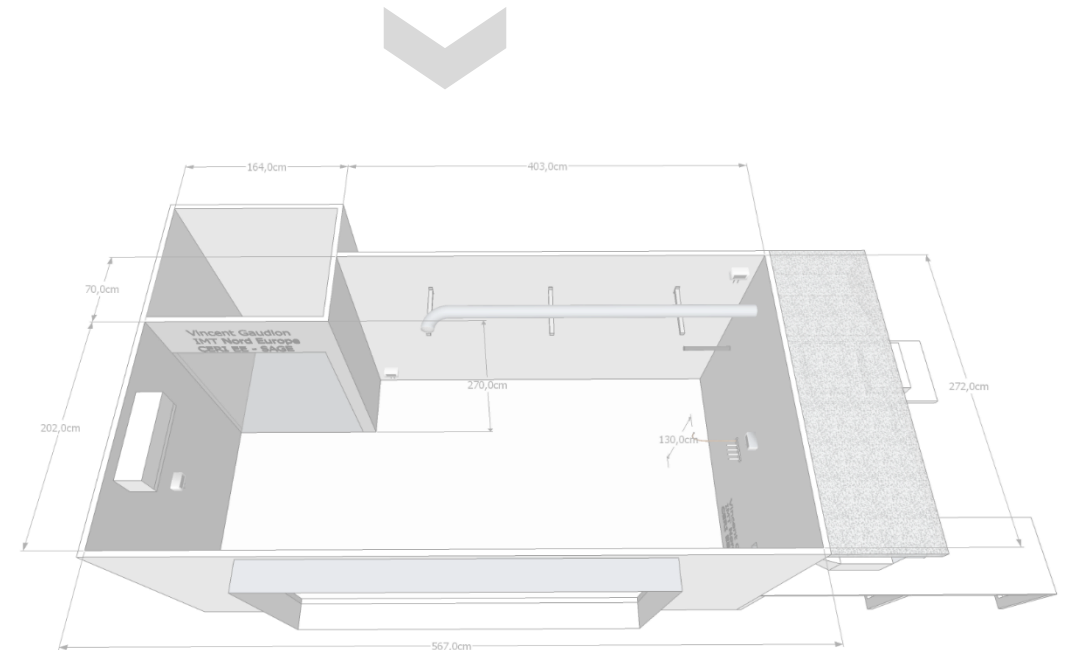 164,0cm
403,0cm
70,0cm
Vincent Gaudion
IMT Nord Europe
CERI EE - SAGE
270,0cm
272,0cm
202,0cm
130,0cm
567,0cm